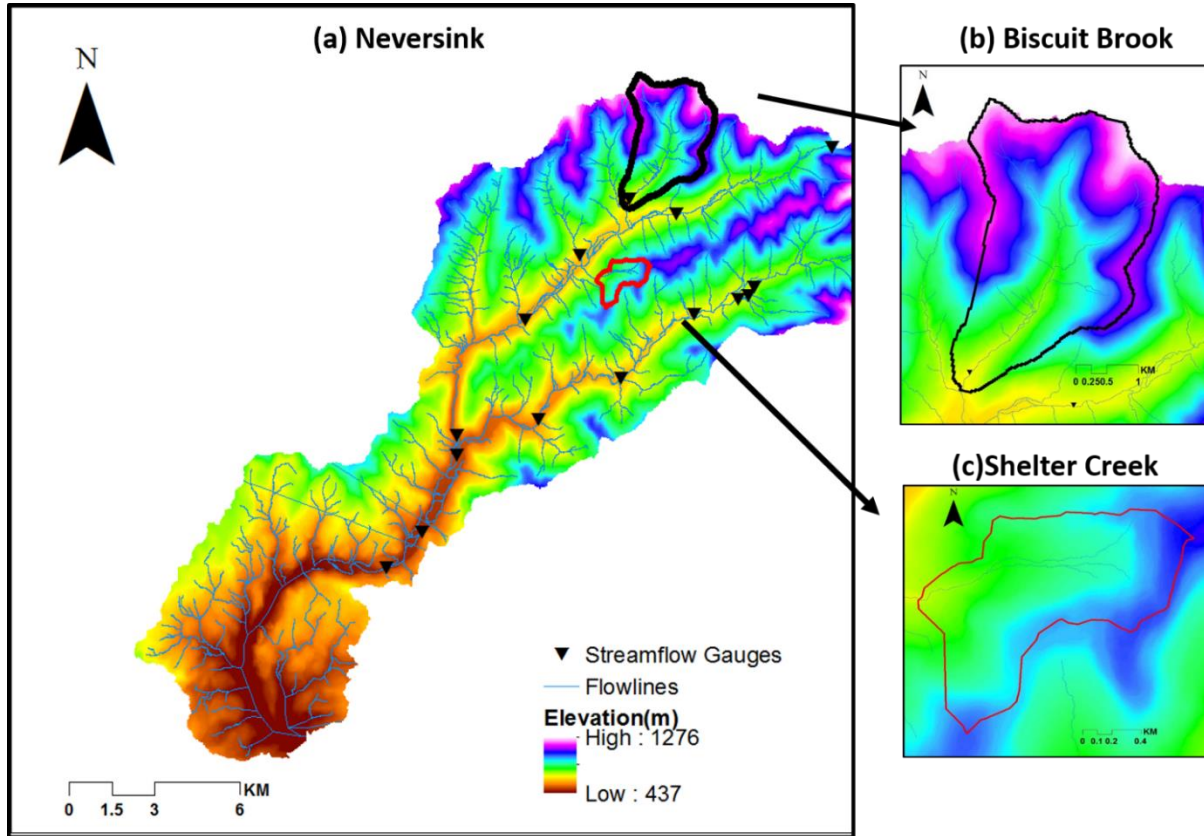 (a) Neversink
N
Streamflow Gauges
Flowlines
Elevation(m)
High : 1276
Low : 437
KM
0 1.5 3 6
(b) Biscuit Brook
N
KM
0 0.25 0.5 1
(c)Shelter Creek
N
KM
0 0.1 0.2 0.4